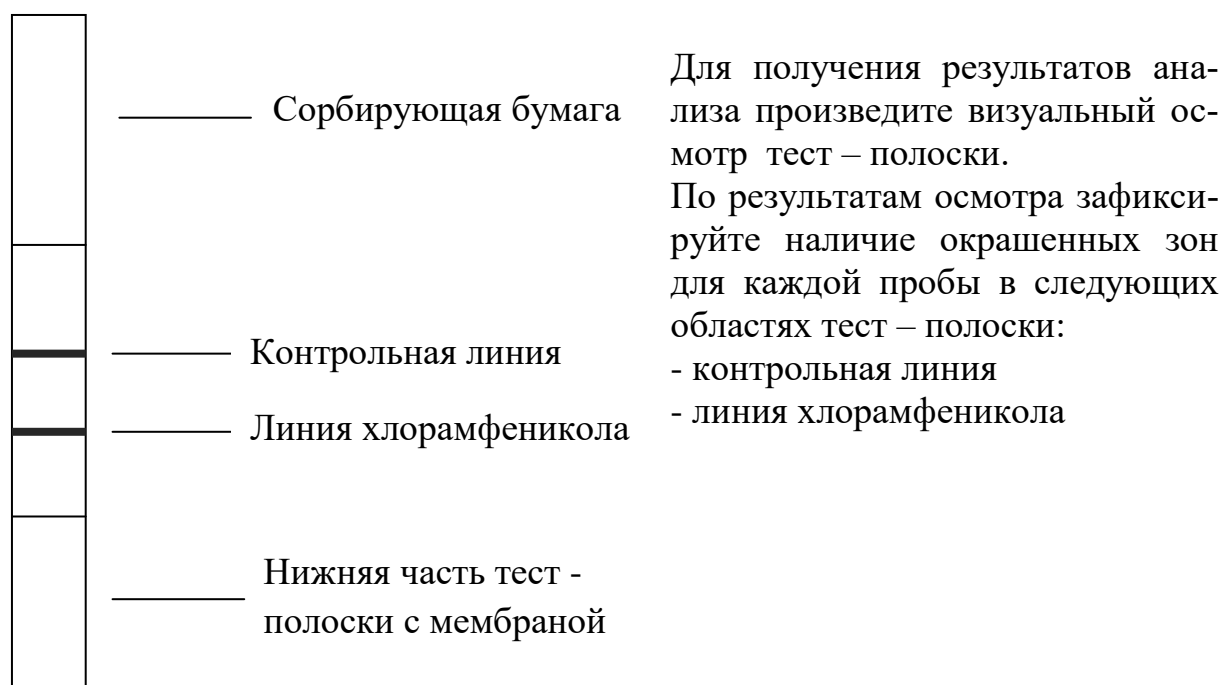 Сорбирующая бумага
Контрольная линия
Линия хлорамфеникола
Нижняя часть тест -
полоски с мембраной
Для получения результатов ана-
лиза произведите визуальный ос-
мотр тест – полоски.
По результатам осмотра зафикси-
руйте наличие окрашенных зон
для каждой пробы в следующих
областях тест – полоски:
- контрольная линия
- линия хлорамфеникола